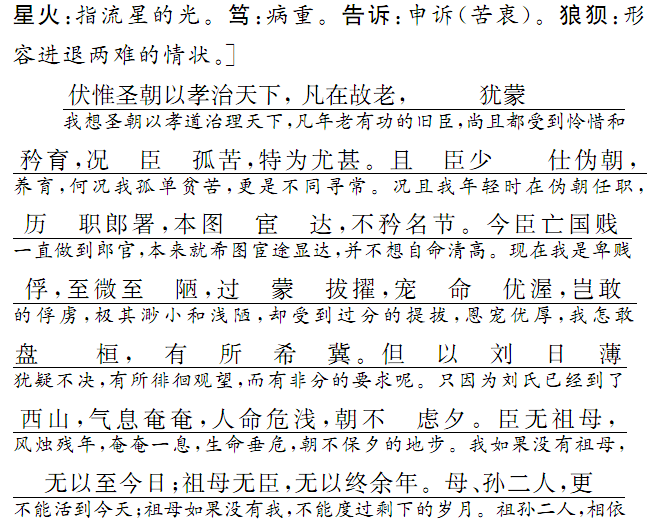 星火:指流星的光。笃:病重。告诉:申诉(苦衷)。狼狈:形
容进退两难的情状。]
伏惟圣朝以孝治天下,凡在故老, 犹蒙
我想圣朝以孝道治理天下,凡年老有功的旧臣,尚且都受到怜惜和
矜育,况 臣 孤苦,特为尤甚。且 臣少 仕伪朝,
养育,何况我孤单贫苦,更是不同寻常。况且我年轻时在伪朝任职,
历 职郎署,本图 宦 达,不矜名节。今臣亡国贱
一直做到郎官,本来就希图宦途显达,并不想自命清高。现在我是卑贱
俘,至微至 陋,过 蒙 拔擢,宠 命 优渥,岂敢
的俘虏,极其渺小和浅陋,却受到过分的提拔,恩宠优厚,我怎敢
盘 桓, 有 所 希 冀。但 以 刘 日 薄
犹疑不决,有所徘徊观望,而有非分的要求呢。只因为刘氏已经到了
西山,气息奄奄,人命危浅,朝不 虑夕。臣无祖母,
风烛残年,奄奄一息,生命垂危,朝不保夕的地步。我如果没有祖母,
无以至今日;祖母无臣,无以终余年。母、孙二人,更
不能活到今天;祖母如果没有我,不能度过剩下的岁月。祖孙二人,相依